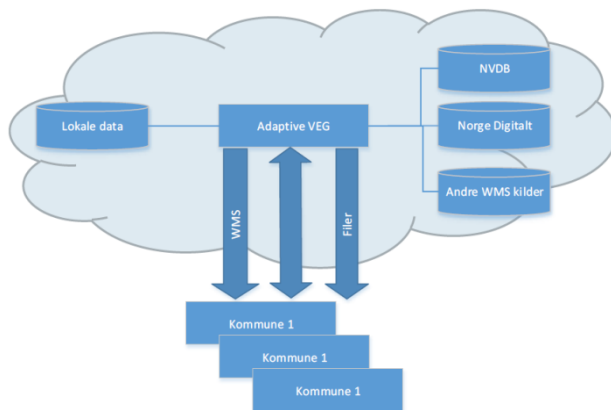 NVDB
Lokale data
Adaptive VEG
Norge Digitalt
Andre WMS kilder
WMS
Filer
Kommune 1
Kommune 1
Kommune 1